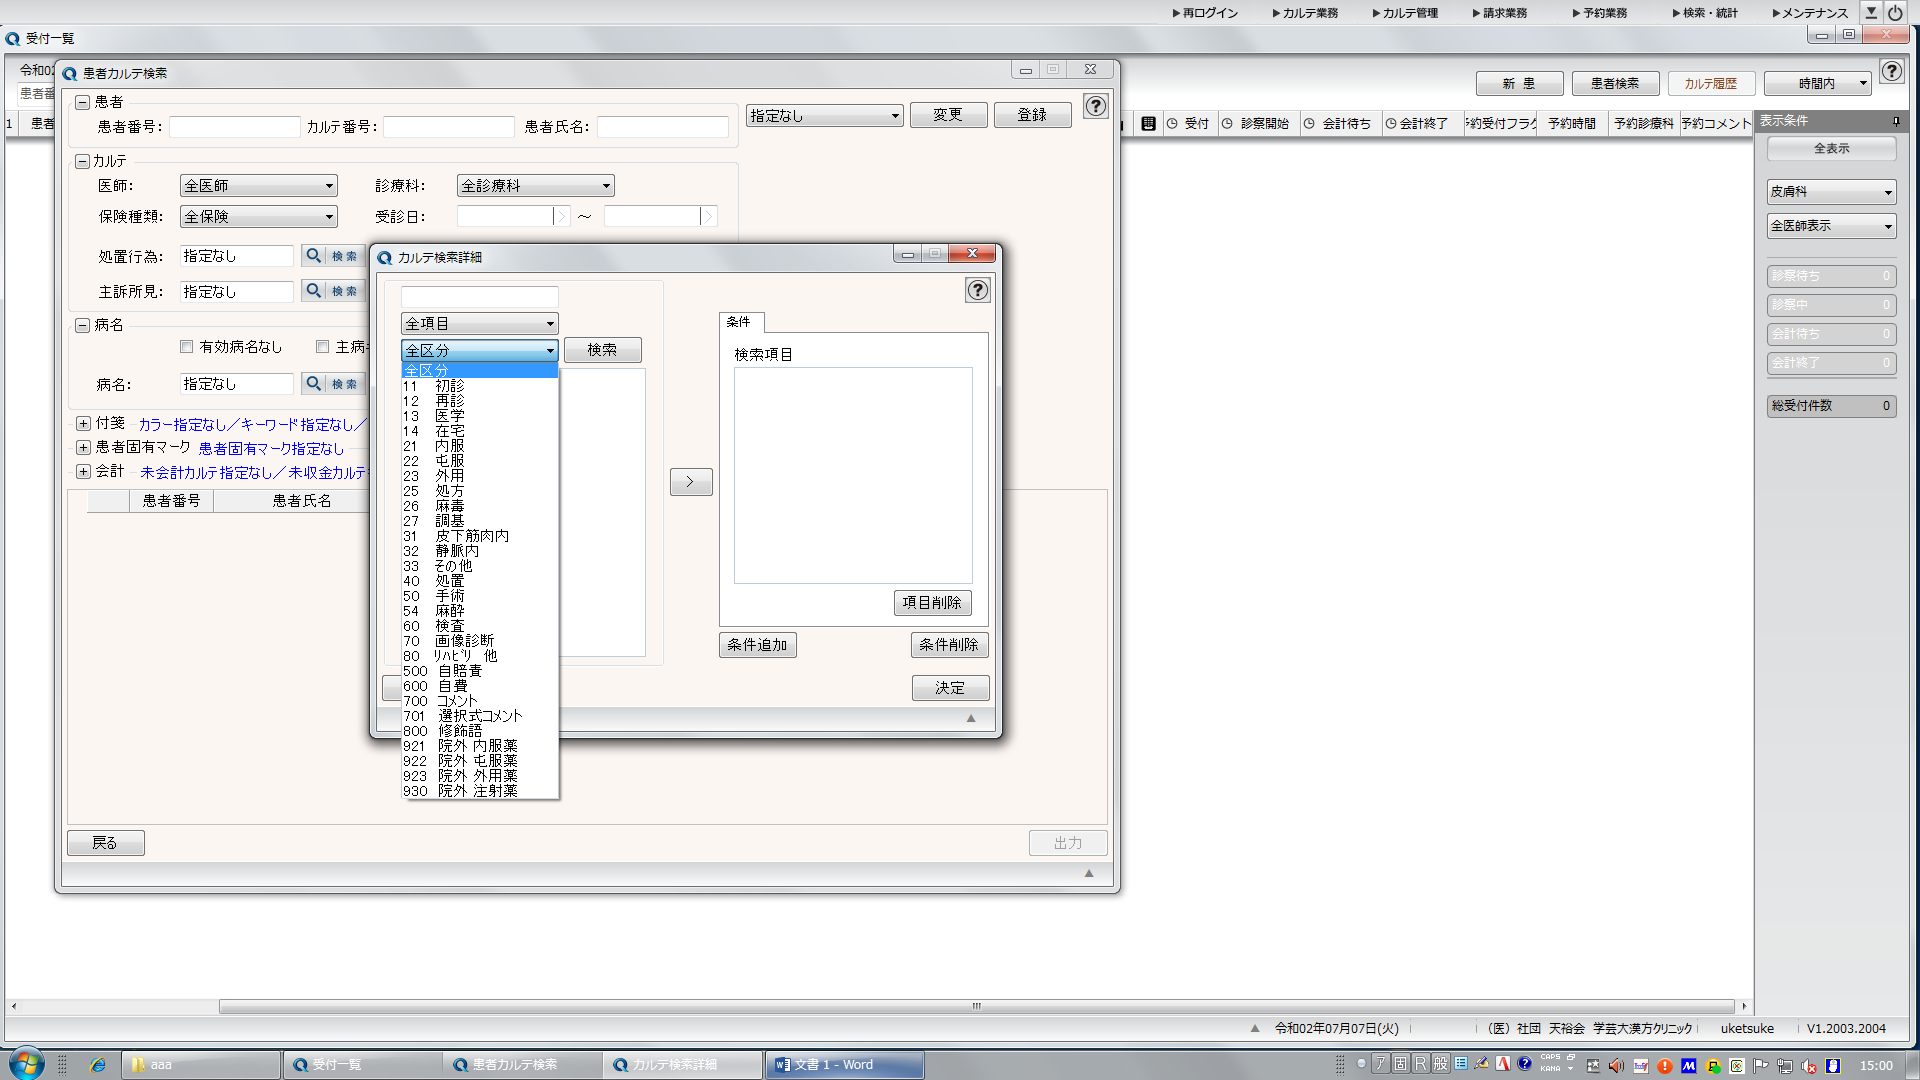 ▶再ログイン ▶カルテ業務 ▶カルテ管理 ▶請求業務 ▶予約業務 ▶検索・統計 ▶メンテナンス
受付一覧
令和02
患者カルテ検索
新 患 患者検索 カルテ履歴 時間内
患者番
1 患者
受付 診察開始 会計待ち 会計終了 予約受付フラグ 予約時間 予約診療科 予約コメント
患者
患者番号: カルテ番号: 患者氏名:
指定なし 変更 登録
カルテ
医師: 全医師 診療科: 全診療科
保険種類: 全保険 受診日: ～
処置行為: 指定なし 検索
主訴所見: 指定なし 検索
病名
有効病名なし 主病
病名: 指定なし 検索
付箋 カラー指定なし／キーワード指定なし／
患者固有マーク 患者固有マーク指定なし
会計 未会計カルテ指定なし／未収金カルテ
患者番号 患者氏名
戻る 出力
カルテ検索詳細
全項目
全区分 検索
全区分
11 初診
12 再診
13 医学
14 在宅
21 内服
22 屯服
23 外用
25 処方
26 麻毒
27 調基
31 皮下筋肉内
32 静脈内
33 その他
40 処置
50 手術
54 麻酔
60 検査
70 画像診断
80 ﾘﾊﾋﾞﾘ 他
500 自賠責
600 自費
700 コメント
701 選択式コメント
800 修飾語
921 院外 内服薬
922 院外 屯服薬
923 院外 外用薬
930 院外 注射薬
>
条件
検索項目
項目削除
条件追加 条件削除
決定
表示条件
全表示
皮膚科
全医師表示
診察待ち 0
診察中 0
会計待ち 0
会計終了 0
総受付件数 0
令和02年07月07日(火) （医）社団 天裕会 学芸大漢方クリニック uketsuke V1.2003.2004
aaa 受付一覧 患者カルテ検索 カルテ検索詳細 文書 1 - Word
ア 固 R 般 CAPS KANA 15:00